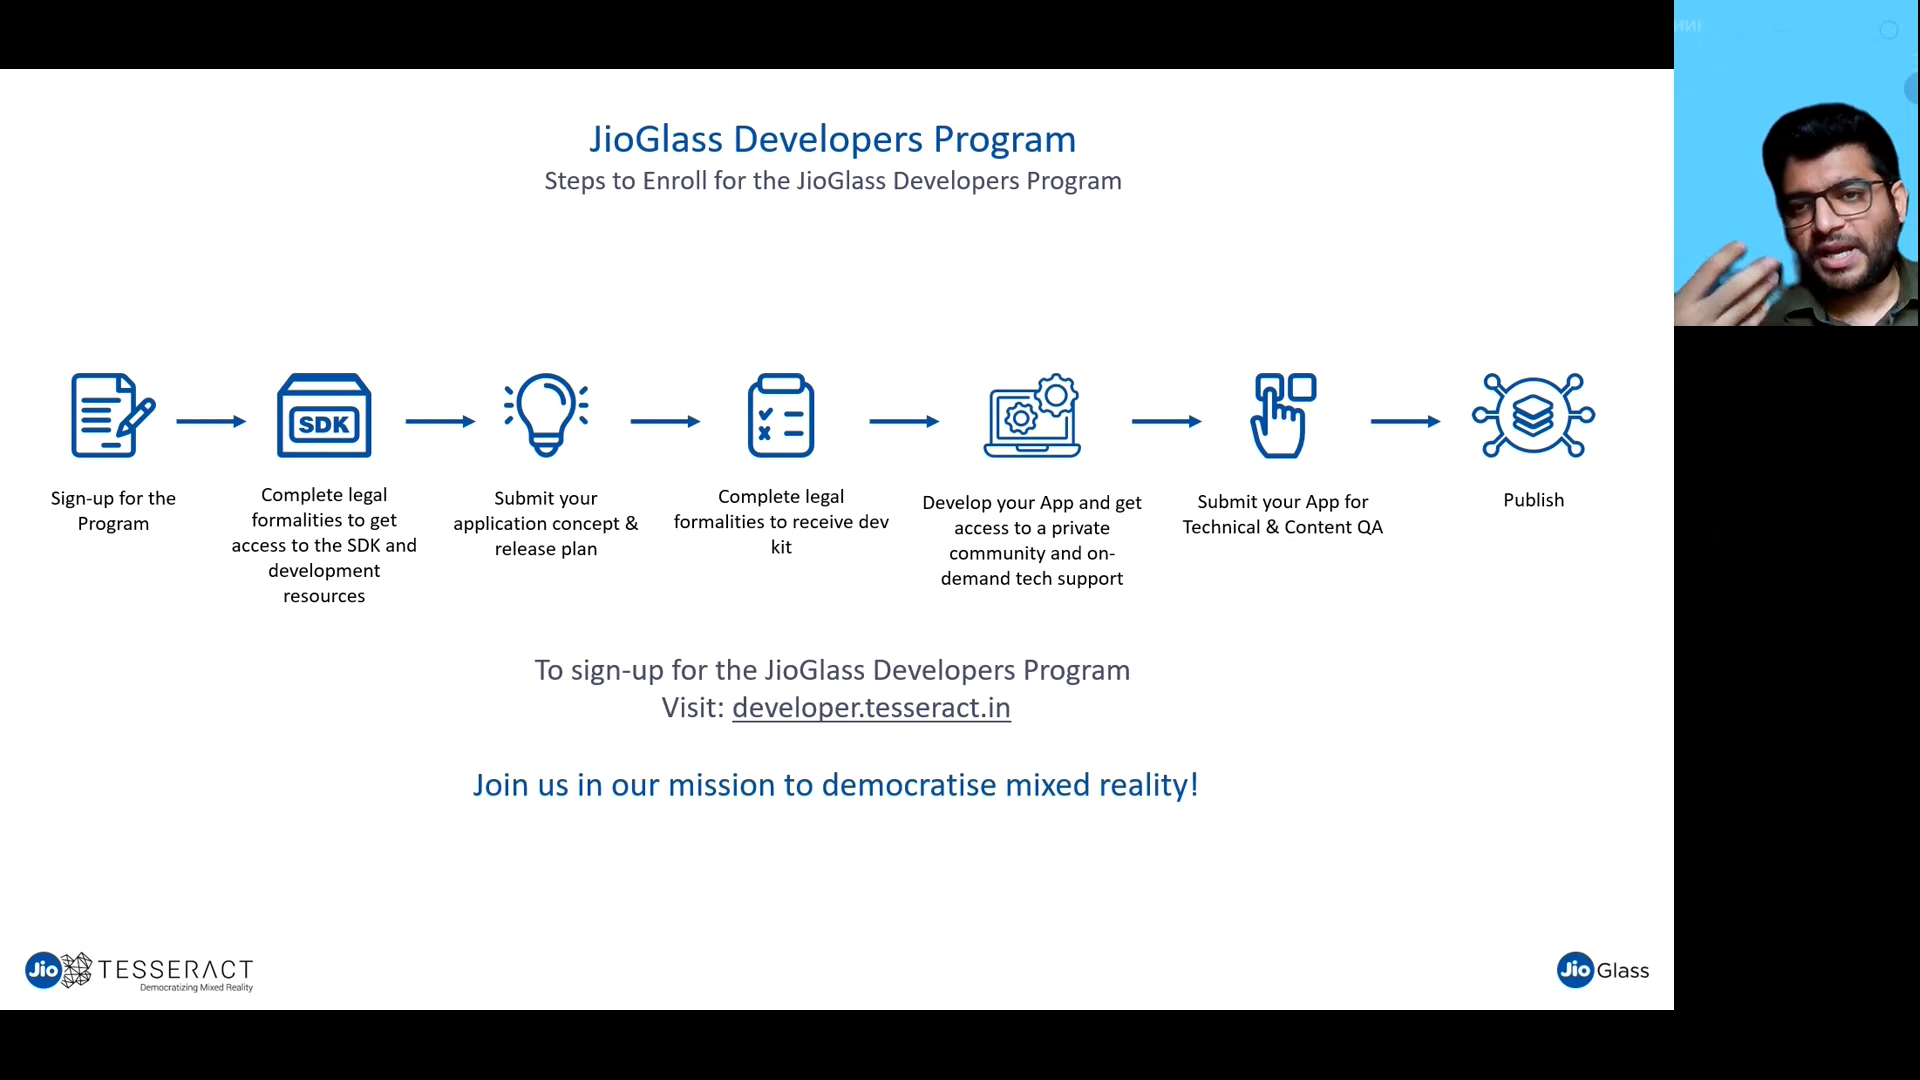 JioGlass Developers Program
Steps to Enroll for the JioGlass Developers Program
SDK
Sign-up for the
Program
Complete legal
formalities to get
access to the SDK and
development
resources
Submit your
application concept &
release plan
Complete legal
formalities to receive dev
kit
Develop your App and get
access to a private
community and on-
demand tech support
Submit your App for
Technical & Content QA
Publish
To sign-up for the JioGlass Developers Program
Visit: developer.tesseract.in
Join us in our mission to democratise mixed reality!
Jio TESSERACT
Democratizing Mixed Reality
Jio Glass